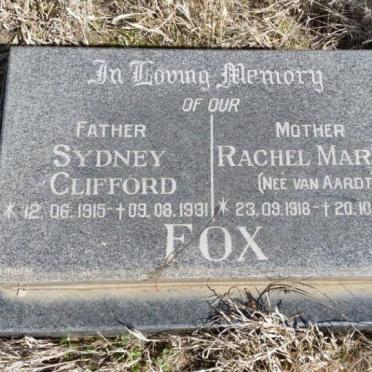 In Loving Memory
OF OUR
FATHER
SYDNEY
CLIFFORD
* 12.06.1915-†09.08.1991
MOTHER
RACHEL MAR
(NEÉ VAN AARDT
* 23.09.1918-†20.10
FOX